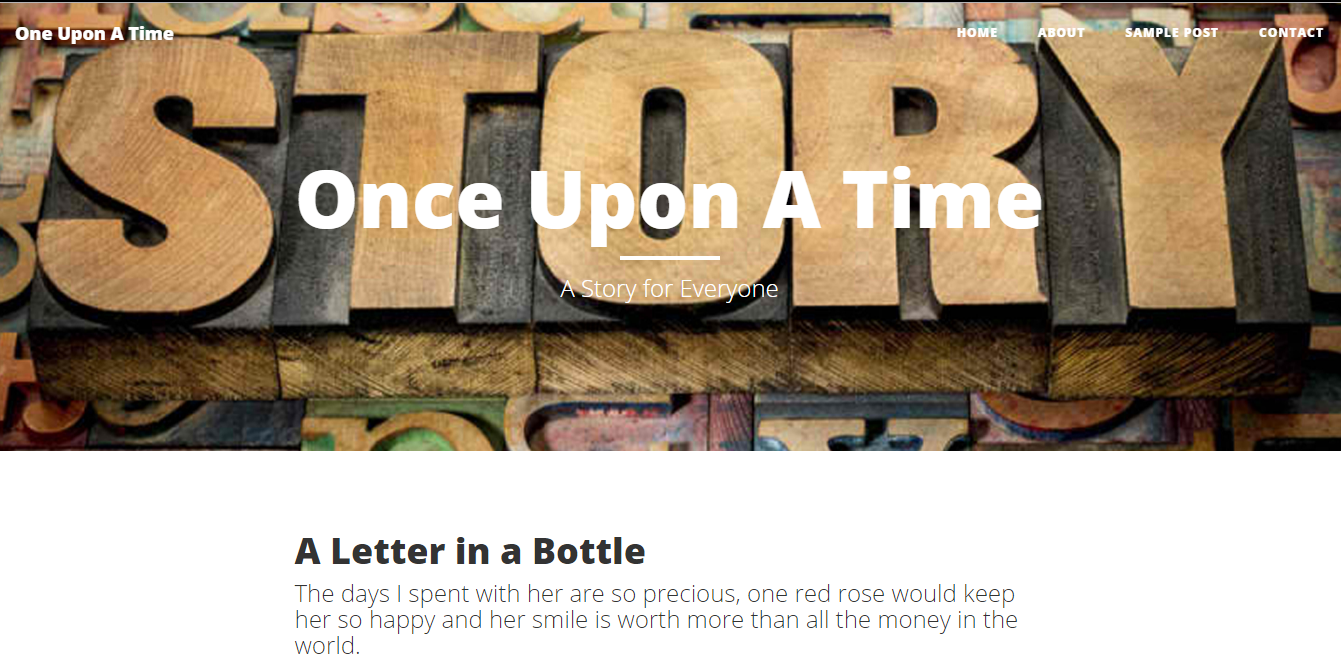 One Upon A Time
HOME ABOUT SAMPLE POST CONTACT
STORY
Once Upon A Time
A Story for Everyone
A Letter in a Bottle
The days I spent with her are so precious, one red rose would keep
her so happy and her smile is worth more than all the money in the
world.